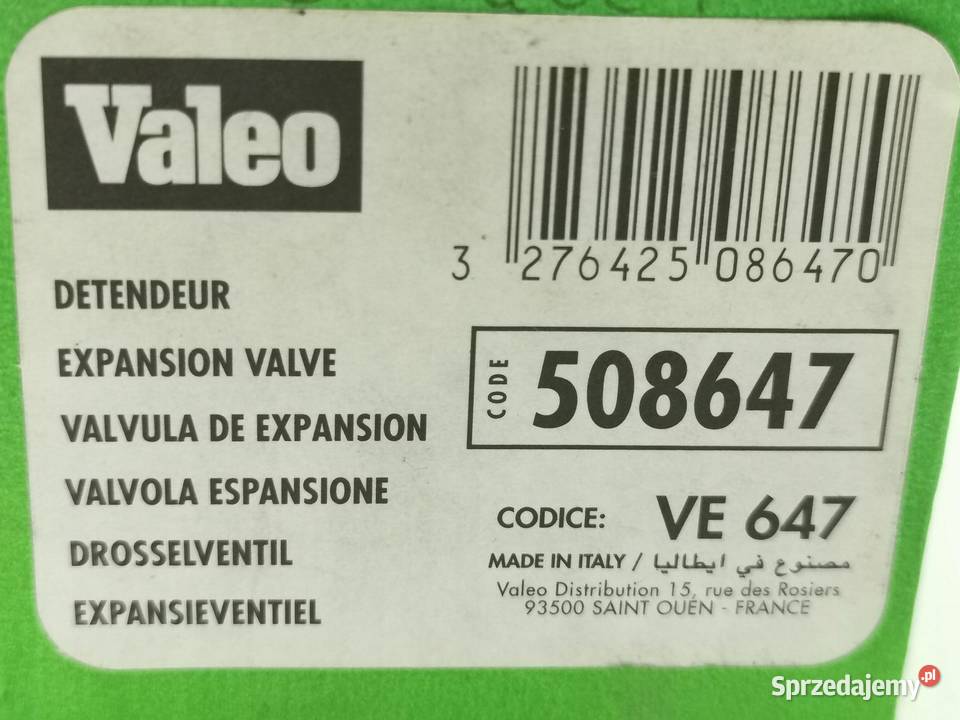 Valeo
3 276425 086470
DETENDEUR
EXPANSION VALVE
VALVULA DE EXPANSION
VALVOLA ESPANSIONE
DROSSELVENTIL
EXPANSIEVENTIEL
CODE 508647
CODICE: VE 647
MADE IN ITALY / مصنوع في ايطاليا
Valeo Distribution 15, rue des Rosiers
93500 SAINT OUEN - FRANCE
Sprzedajemy.pl